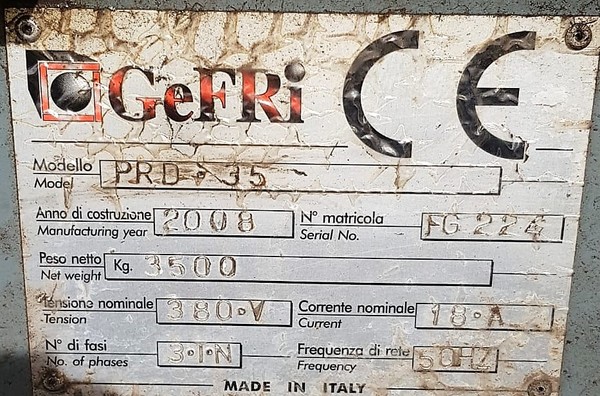 GeFRi CE
Modello PRD·35
Model
Anno di costruzione 2008 N° matricola FG 224
Manufacturing year Serial No.
Peso netto Kg. 3500
Net weight
Tensione nominale 380·V Corrente nominale 18·A
Tension Current
N° di fasi 3·I·N Frequenza di rete 50HZ
No. of phases Frequency
MADE IN ITALY